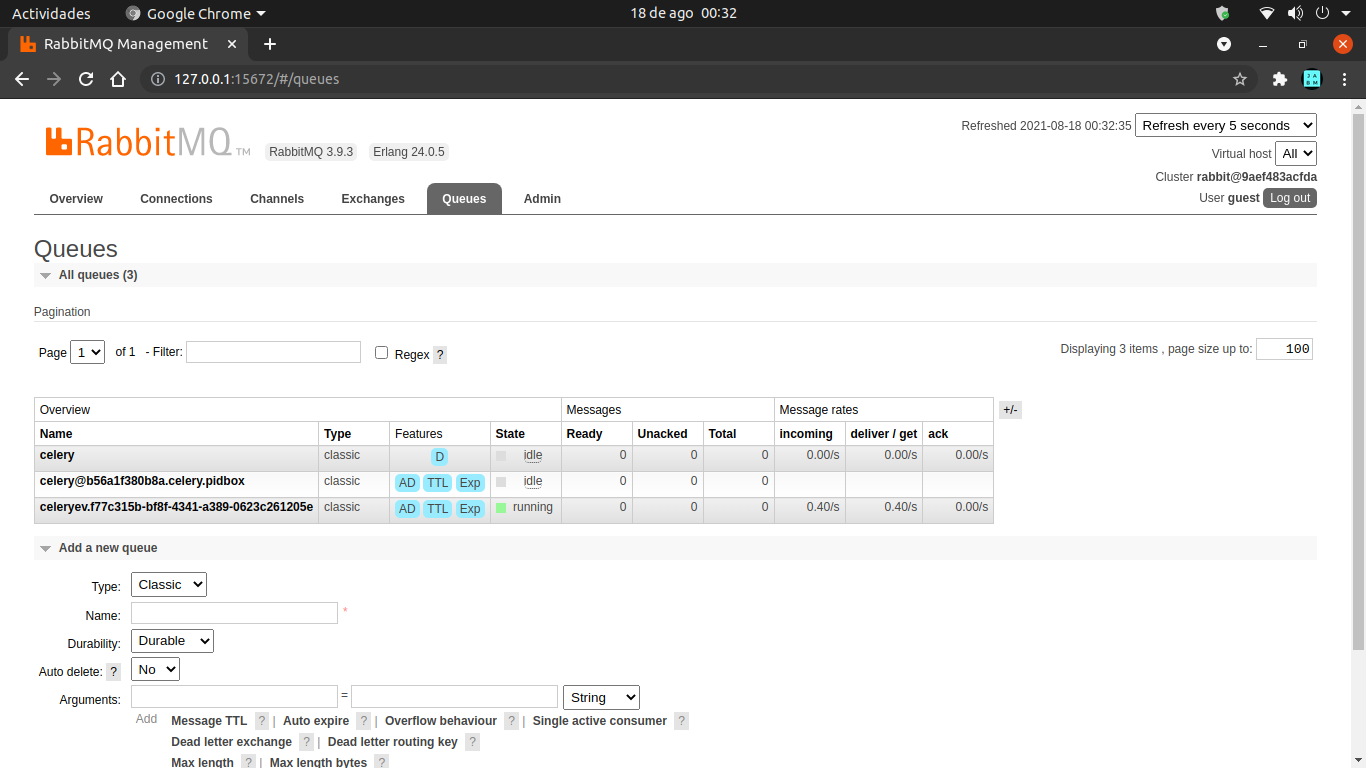 Actividades Google Chrome 18 de ago 00:32
RabbitMQ Management
127.0.0.1:15672/#/queues
Refreshed 2021-08-18 00:32:35 Refresh every 5 seconds
RabbitMQ TM RabbitMQ 3.9.3 Erlang 24.0.5
Virtual host All
Cluster rabbit@9aef483acfda
User guest Log out
Overview Connections Channels Exchanges Queues Admin
Queues
All queues (3)
Pagination
Page 1 of 1 - Filter: Regex ? Displaying 3 items , page size up to: 100
Overview Messages Message rates +/-
Name Type Features State Ready Unacked Total incoming deliver / get ack
celery classic D idle 0 0 0 0.00/s 0.00/s 0.00/s
celery@b56a1f380b8a.celery.pidbox classic AD TTL Exp idle 0 0 0
celeryev.f77c315b-bf8f-4341-a389-0623c261205e classic AD TTL Exp running 0 0 0 0.40/s 0.40/s 0.00/s
Add a new queue
Type: Classic
Name: *
Durability: Durable
Auto delete: ? No
Arguments: = String
Add Message TTL ? | Auto expire ? | Overflow behaviour ? | Single active consumer ?
Dead letter exchange ? | Dead letter routing key ?
Max length ? | Max length bytes ?